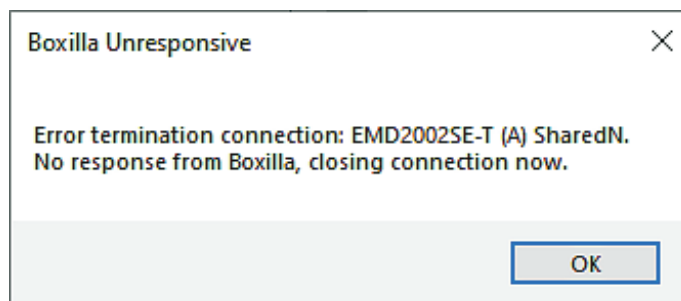 Boxilla Unresponsive
Error termination connection: EMD2002SE-T (A) SharedN.
No response from Boxilla, closing connection now.
OK